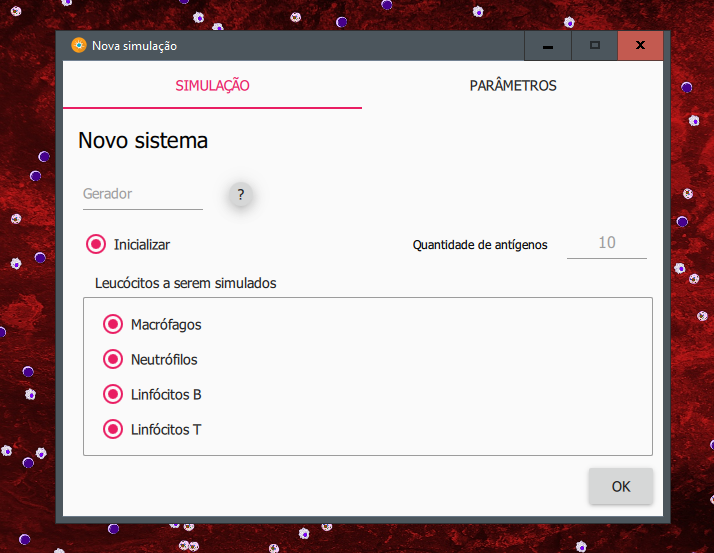 Nova simulação
SIMULAÇÃO PARÂMETROS
Novo sistema
Gerador ?
Inicializar Quantidade de antígenos 10
Leucócitos a serem simulados
Macrófagos
Neutrófilos
Linfócitos B
Linfócitos T
OK